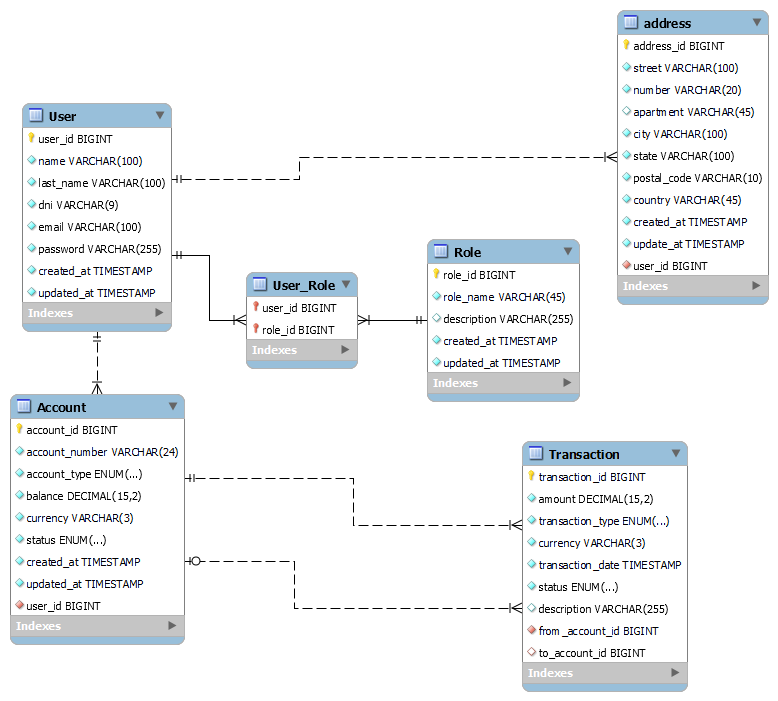 address
address_id BIGINT
street VARCHAR(100)
number VARCHAR(20)
apartment VARCHAR(45)
city VARCHAR(100)
state VARCHAR(100)
postal_code VARCHAR(10)
country VARCHAR(45)
created_at TIMESTAMP
update_at TIMESTAMP
user_id BIGINT
Indexes
User
user_id BIGINT
name VARCHAR(100)
last_name VARCHAR(100)
dni VARCHAR(9)
email VARCHAR(100)
password VARCHAR(255)
created_at TIMESTAMP
updated_at TIMESTAMP
Indexes
User_Role
user_id BIGINT
role_id BIGINT
Indexes
Role
role_id BIGINT
role_name VARCHAR(45)
description VARCHAR(255)
created_at TIMESTAMP
updated_at TIMESTAMP
Indexes
Account
account_id BIGINT
account_number VARCHAR(24)
account_type ENUM(...)
balance DECIMAL(15,2)
currency VARCHAR(3)
status ENUM(...)
created_at TIMESTAMP
updated_at TIMESTAMP
user_id BIGINT
Indexes
Transaction
transaction_id BIGINT
amount DECIMAL(15,2)
transaction_type ENUM(...)
currency VARCHAR(3)
transaction_date TIMESTAMP
status ENUM(...)
description VARCHAR(255)
from_account_id BIGINT
to_account_id BIGINT
Indexes